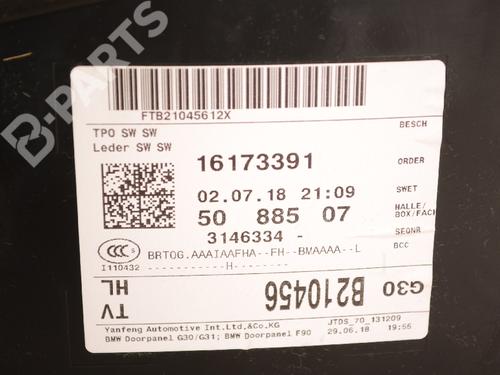 B-PARTS
FTB21045612X
TPO SW SW
Leder SW SW
BESCH
16173391
ORDER
02.07.18 21:09
SWET
50 885 07
HALLE/
BOX/FACH
3146334 -
SEQNR
CCC S
I110432
BRTOG.AAAIAAFHA--FH--BMAAAA--L
BCC
----------H--------
TV
HL
B210456
G30
Yanfeng Automotive Int.Ltd,&Co.KG
JTDS_70_131209
BMW Doorpanel G30/G31; BMW Doorpanel F90
29.06.18 19:55